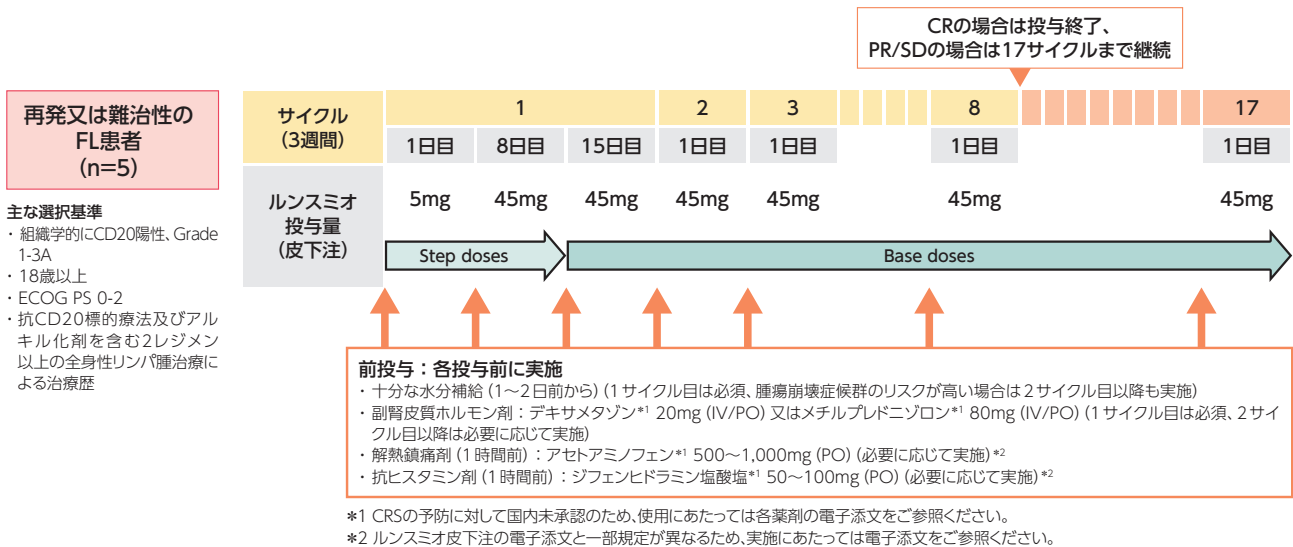 CRの場合は投与終了、
PR/SDの場合は17サイクルまで継続
再発又は難治性の
FL患者
(n=5)
主な選択基準
・組織学的にCD20陽性、Grade
1-3A
・18歳以上
・ECOG PS 0-2
・抗CD20標的療法及びアル
キル化剤を含む2レジメン
以上の全身性リンパ腫治療に
よる治療歴
サイクル
(3週間)
1 2 3 8 17
1日目 8日目 15日目 1日目 1日目 1日目 1日目
ルンスミオ
投与量
(皮下注)
5mg 45mg 45mg 45mg 45mg 45mg 45mg
Step doses Base doses
前投与：各投与前に実施
・十分な水分補給（1～2日前から）（1サイクル目は必須、腫瘍崩壊症候群のリスクが高い場合は2サイクル目以降も実施）
・副腎皮質ホルモン剤：デキサメタゾン*1 20mg（IV/PO）又はメチルプレドニゾロン*1 80mg（IV/PO）（1サイクル目は必須、2サイ
クル目以降は必要に応じて実施）
・解熱鎮痛剤（1時間前）：アセトアミノフェン*1 500～1,000mg（PO）（必要に応じて実施）*2
・抗ヒスタミン剤（1時間前）：ジフェンヒドラミン塩酸塩*1 50～100mg（PO）（必要に応じて実施）*2
*1 CRSの予防に対して国内未承認のため、使用にあたっては各薬剤の電子添文をご参照ください。
*2 ルンスミオ皮下注の電子添文と一部規定が異なるため、実施にあたっては電子添文をご参照ください。